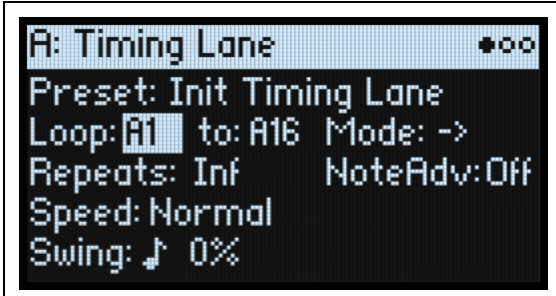 A: Timing Lane
Preset: Init Timing Lane
Loop: A1 to: A16 Mode: ->
Repeats: Inf NoteAdv: Off
Speed: Normal
Swing: ♪ 0%